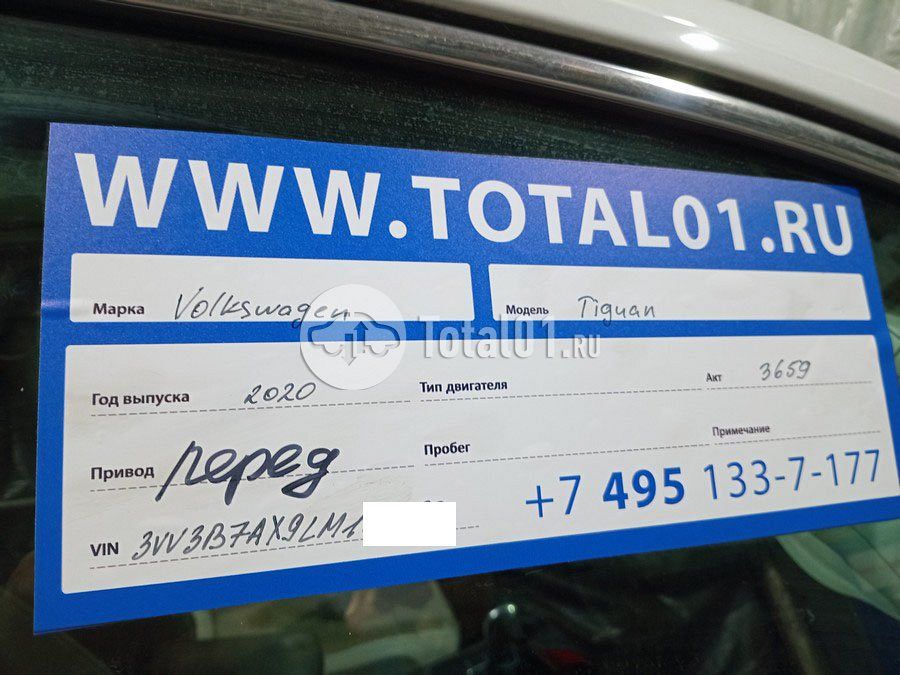 WWW.TOTAL01.RU
Марка Volkswagen Модель Tiguan
Total01.RU
Год выпуска 2020 Тип двигателя Акт 3659
Привод перед Пробег Примечание
+7 495 133-7-177
VIN 3VV3B7AX9LM1